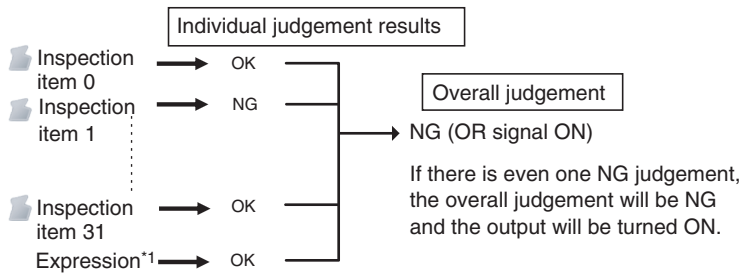 Individual judgement results
Inspection
item 0
OK
Inspection
item 1
NG
Inspection
item 31
OK
Expression*1
OK
Overall judgement
NG (OR signal ON)
If there is even one NG judgement,
the overall judgement will be NG
and the output will be turned ON.